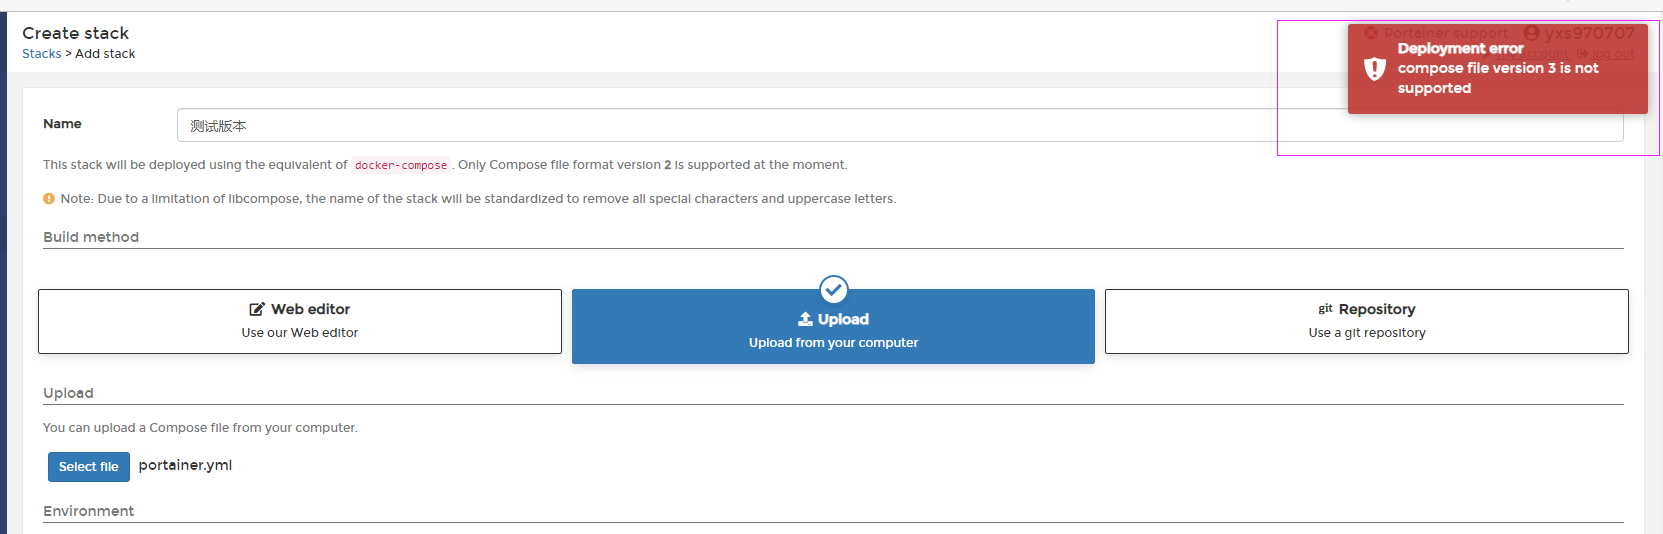 Create stack
Stacks > Add stack
Portainer support yxs970707
my account log out
Deployment error
compose file version 3 is not
supported
Name
测试版本
This stack will be deployed using the equivalent of docker-compose. Only Compose file format version 2 is supported at the moment.
Note: Due to a limitation of libcompose, the name of the stack will be standardized to remove all special characters and uppercase letters.
Build method
Web editor
Use our Web editor
Upload
Upload from your computer
git Repository
Use a git repository
Upload
You can upload a Compose file from your computer.
Select file portainer.yml
Environment